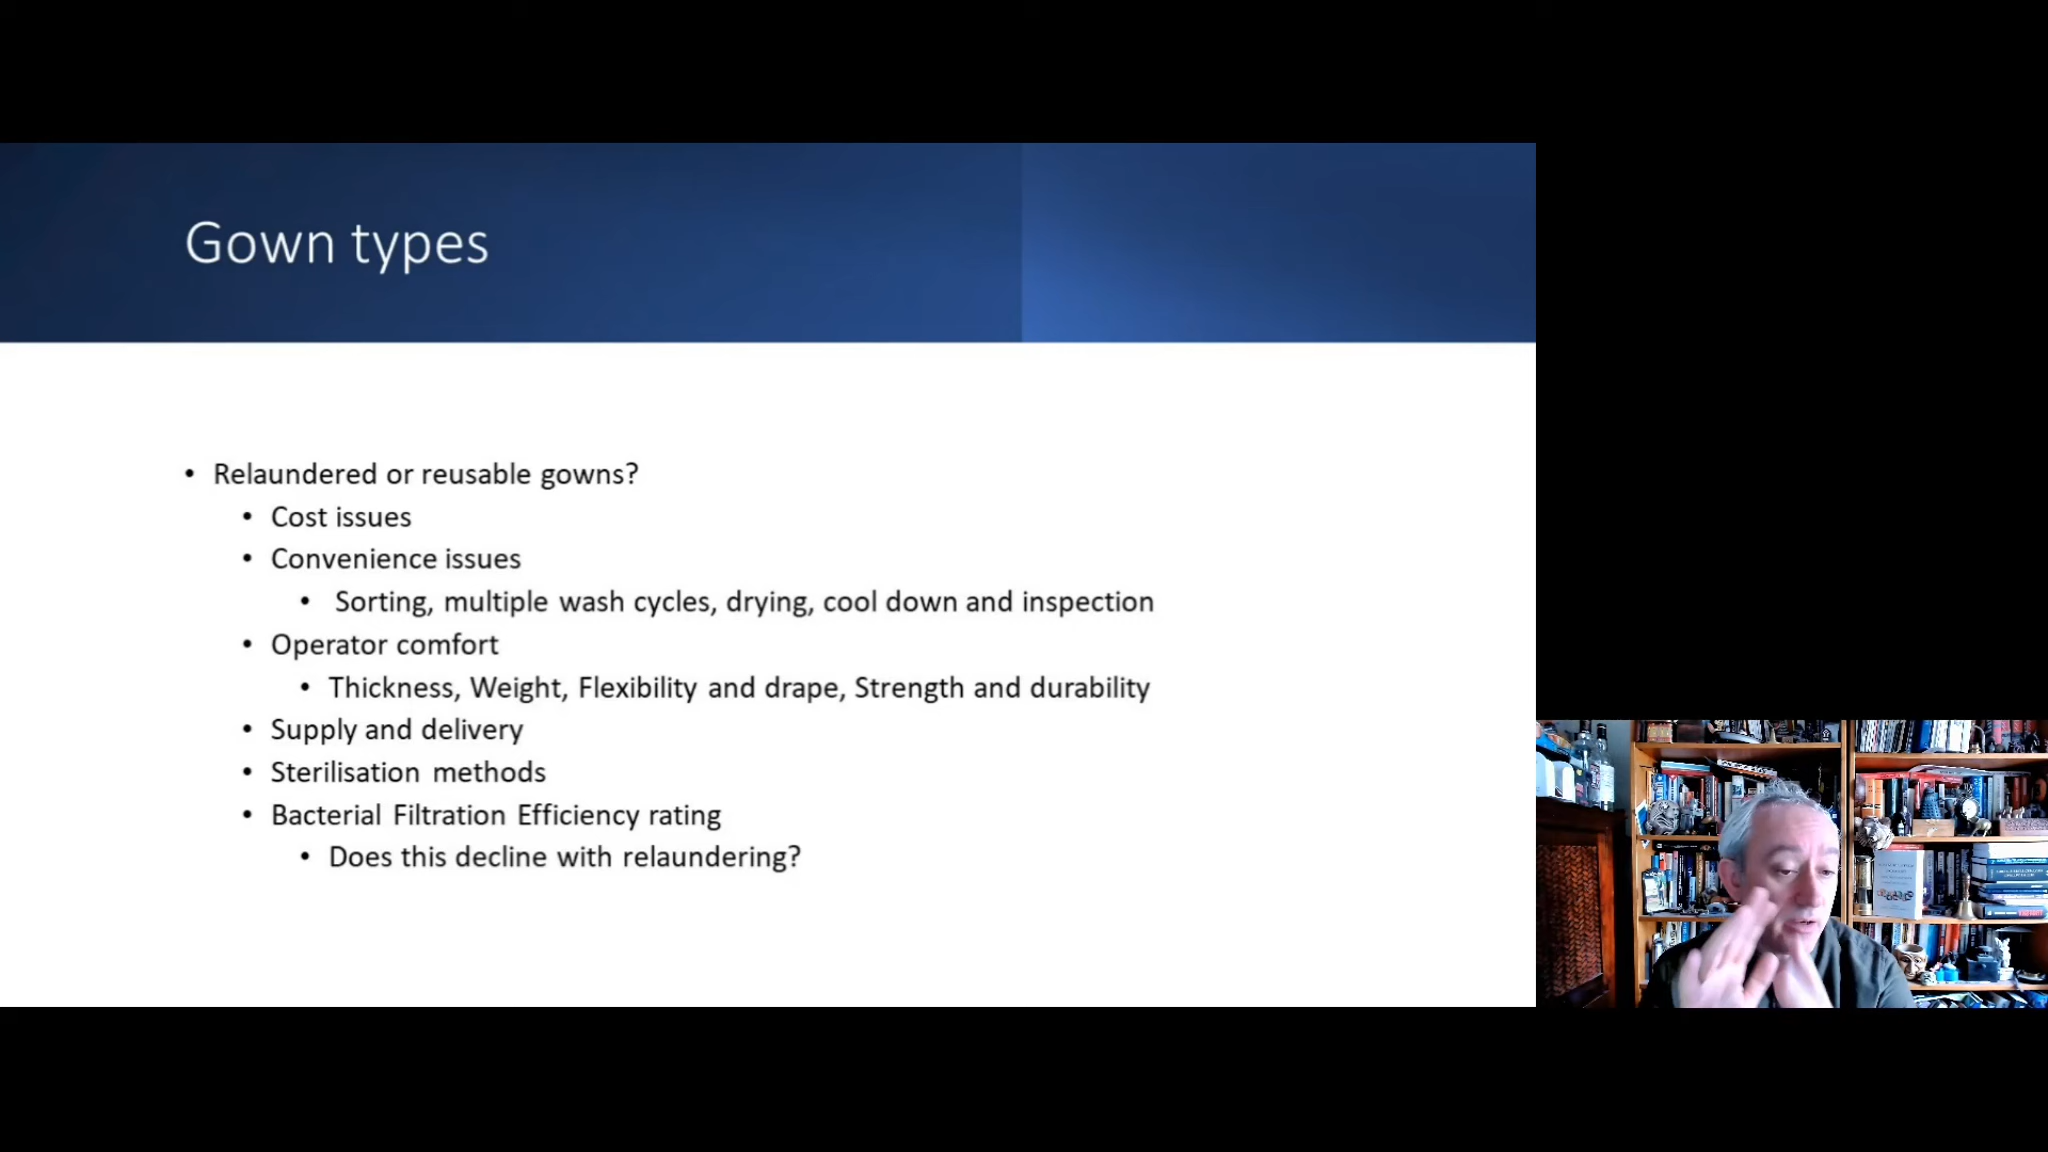 Gown types
• Relaundered or reusable gowns?
• Cost issues
• Convenience issues
• Sorting, multiple wash cycles, drying, cool down and inspection
• Operator comfort
• Thickness, Weight, Flexibility and drape, Strength and durability
• Supply and delivery
• Sterilisation methods
• Bacterial Filtration Efficiency rating
• Does this decline with relaundering?